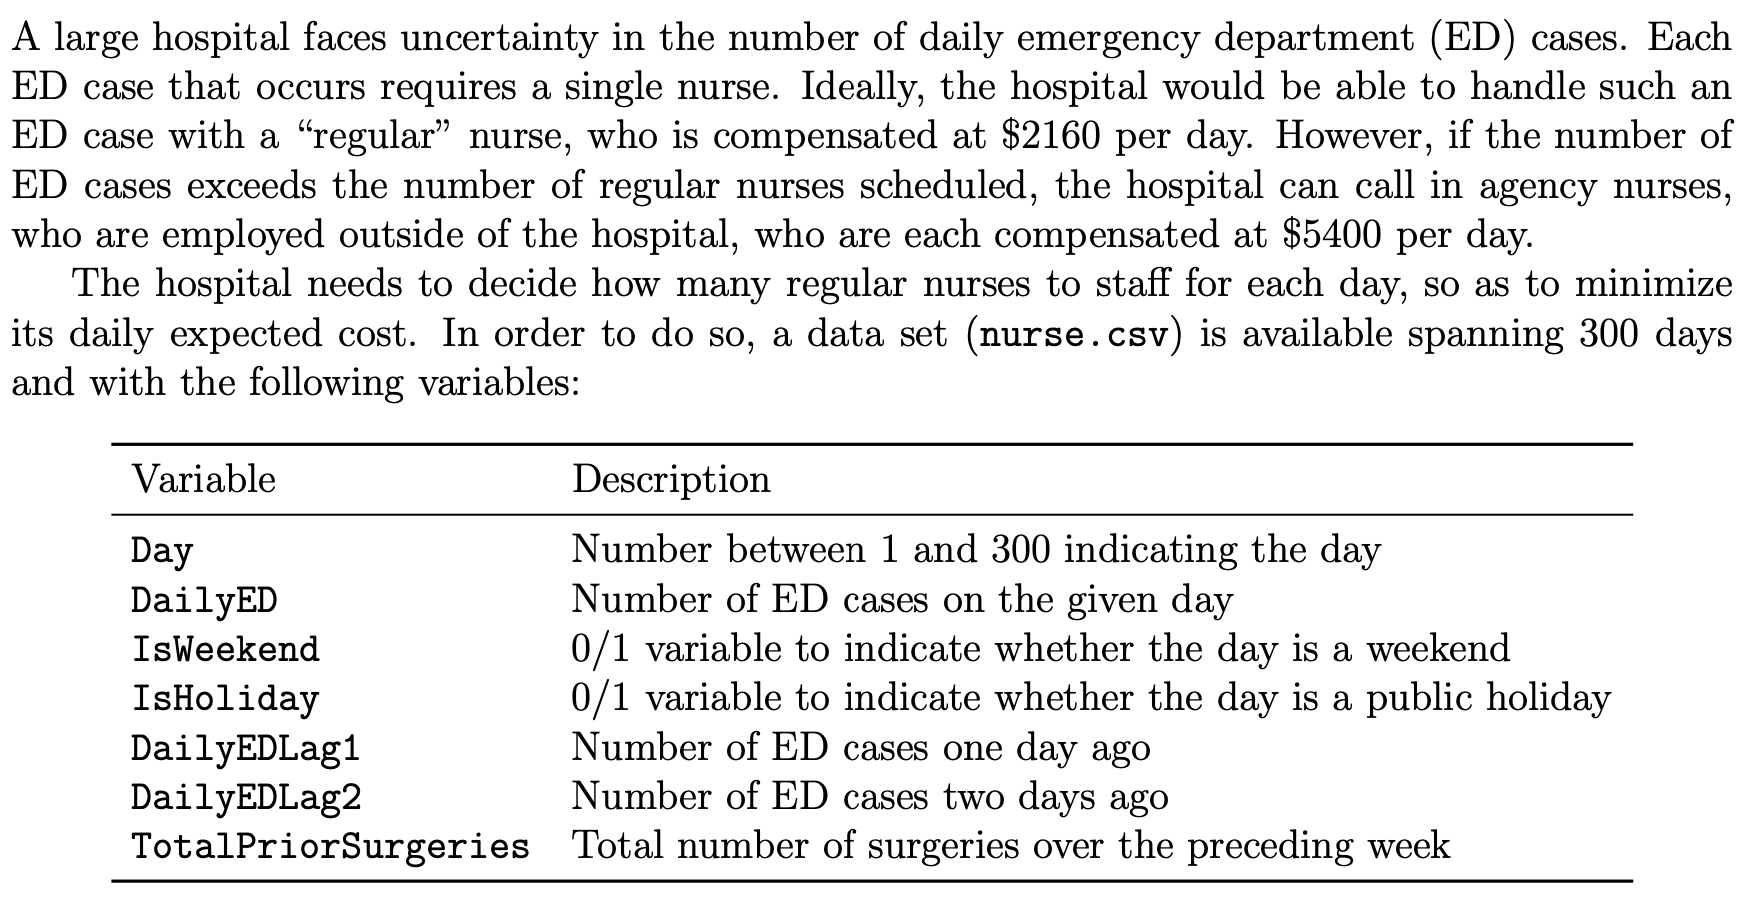 A large hospital faces uncertainty in the number of daily emergency department (ED) cases. Each
ED case that occurs requires a single nurse. Ideally, the hospital would be able to handle such an
ED case with a “regular” nurse, who is compensated at $2160 per day. However, if the number of
ED cases exceeds the number of regular nurses scheduled, the hospital can call in agency nurses,
who are employed outside of the hospital, who are each compensated at $5400 per day.
The hospital needs to decide how many regular nurses to staff for each day, so as to minimize
its daily expected cost. In order to do so, a data set (nurse.csv) is available spanning 300 days
and with the following variables:
Variable Description
Day Number between 1 and 300 indicating the day
DailyED Number of ED cases on the given day
IsWeekend 0/1 variable to indicate whether the day is a weekend
IsHoliday 0/1 variable to indicate whether the day is a public holiday
DailyEDLag1 Number of ED cases one day ago
DailyEDLag2 Number of ED cases two days ago
TotalPriorSurgeries Total number of surgeries over the preceding week